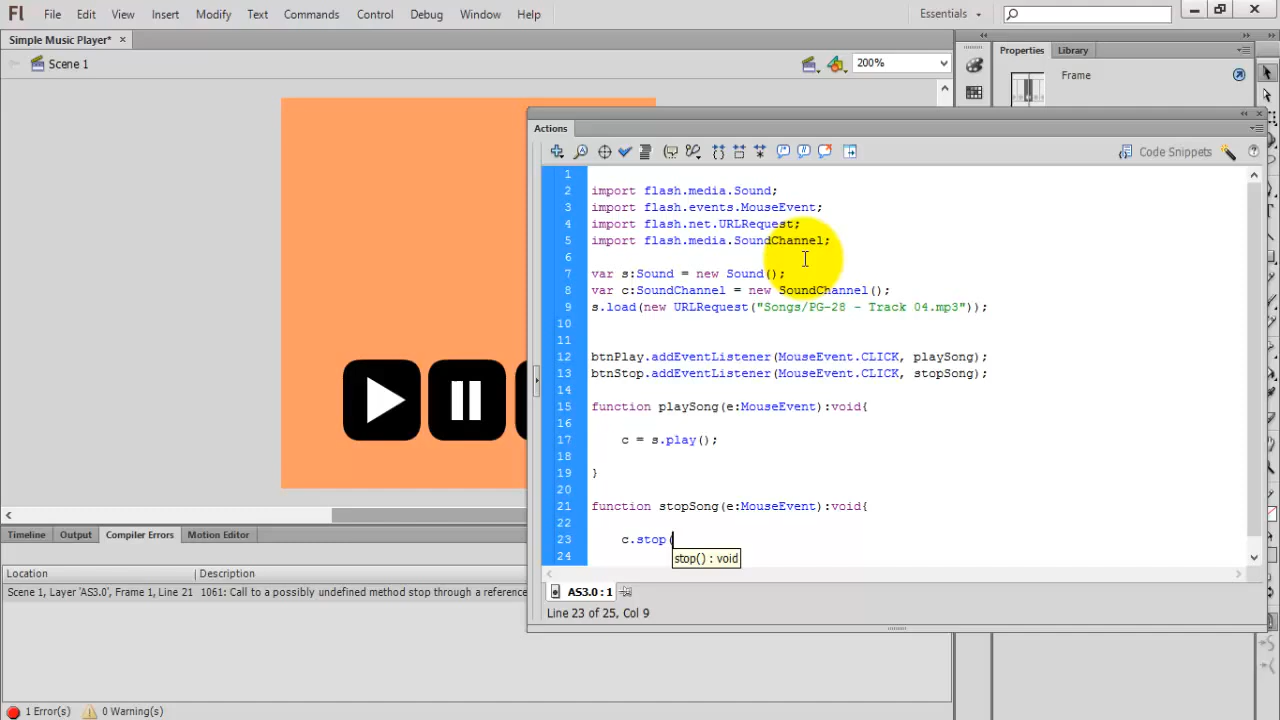 Fl File Edit View Insert Modify Text Commands Control Debug Window Help Essentials
Simple Music Player* ×
Scene 1 200%
Properties Library
Frame
Actions
Code Snippets
1
2 import flash.media.Sound;
3 import flash.events.MouseEvent;
4 import flash.net.URLRequest;
5 import flash.media.SoundChannel;
6
7 var s:Sound = new Sound();
8 var c:SoundChannel = new SoundChannel();
9 s.load(new URLRequest("Songs/PG-28 - Track 04.mp3"));
10
11
12 btnPlay.addEventListener(MouseEvent.CLICK, playSong);
13 btnStop.addEventListener(MouseEvent.CLICK, stopSong);
14
15 function playSong(e:MouseEvent):void{
16
17 c = s.play();
18
19 }
20
21 function stopSong(e:MouseEvent):void{
22
23 c.stop(
stop() : void
24
AS3.0 : 1
Line 23 of 25, Col 9
Timeline Output Compiler Errors Motion Editor
Location Description
Scene 1, Layer 'AS3.0', Frame 1, Line 21 1061: Call to a possibly undefined method stop through a reference
1 Error(s) 0 Warning(s)